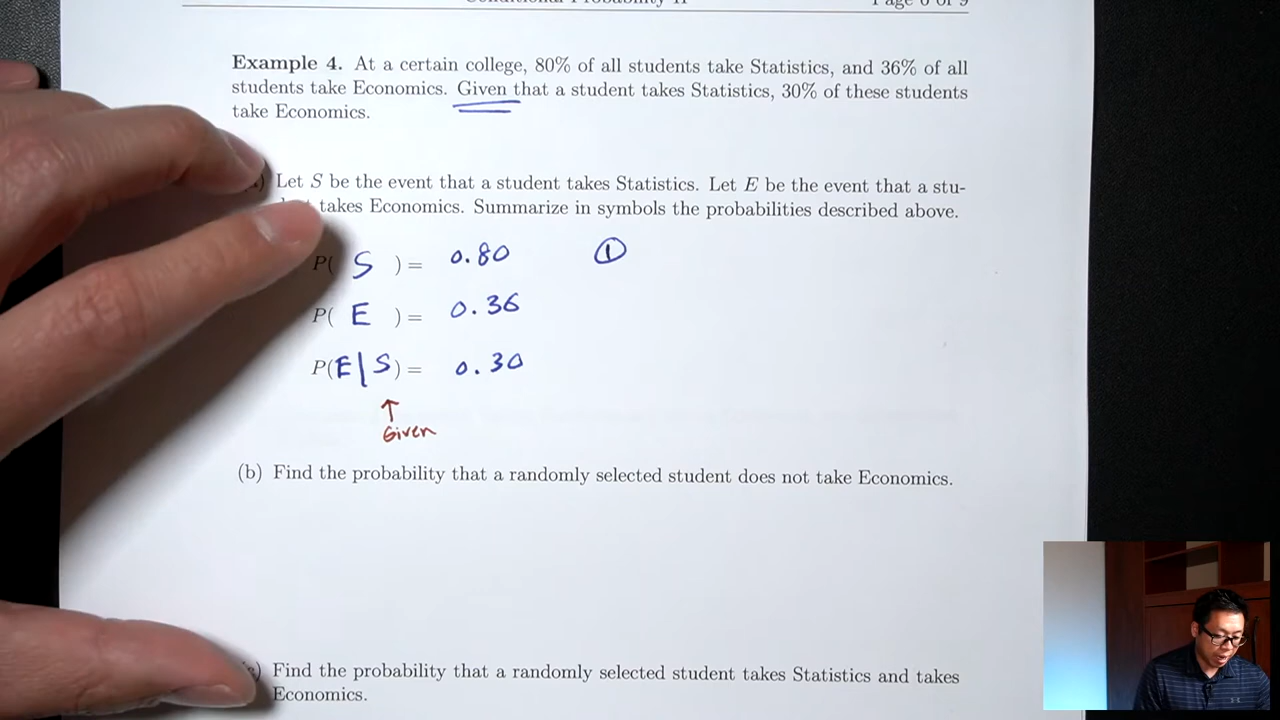 Page 6 of 9
Example 4. At a certain college, 80% of all students take Statistics, and 36% of all
students take Economics. Given that a student takes Statistics, 30% of these students
take Economics.
Let S be the event that a student takes Statistics. Let E be the event that a stu-
takes Economics. Summarize in symbols the probabilities described above.
P( S ) = 0.80 ①
P( E ) = 0.36
P(E|S) = 0.30
↑
Given
(b) Find the probability that a randomly selected student does not take Economics.
Find the probability that a randomly selected student takes Statistics and takes
Economics.